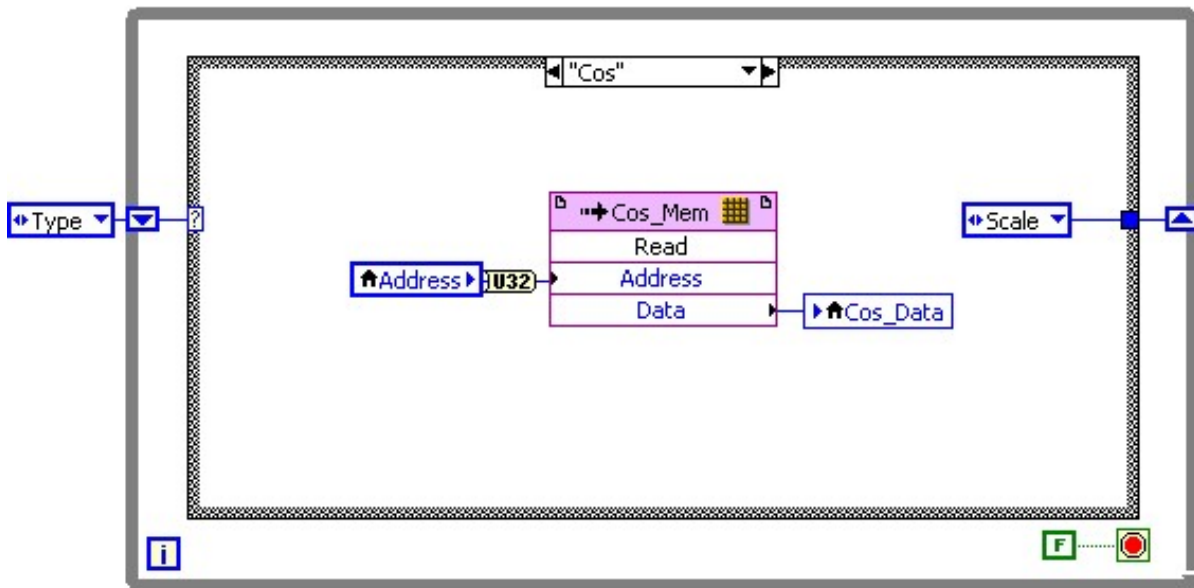 "Cos"
Type
?
Cos_Mem
Scale
Read
Address
U32
Address
Data
Cos_Data
i
F